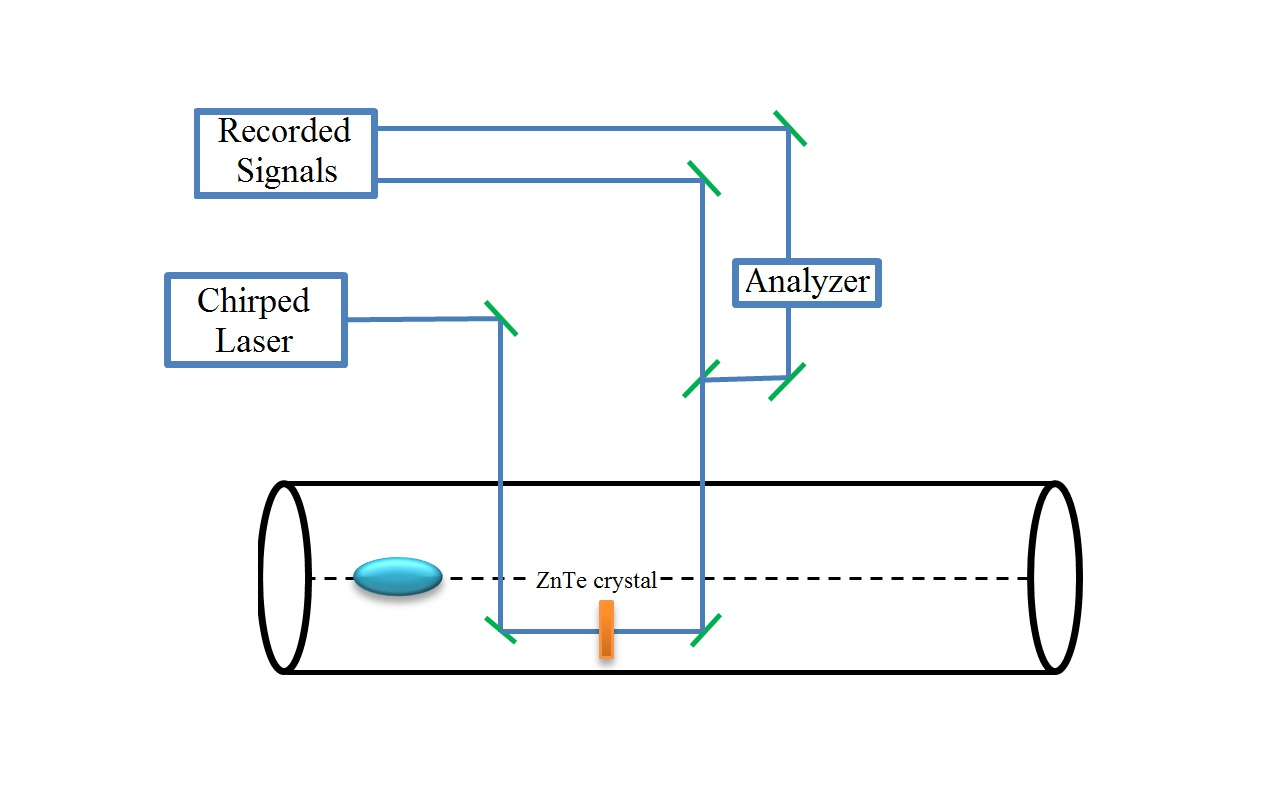 Recorded
Signals
Chirped
Laser
Analyzer
ZnTe crystal